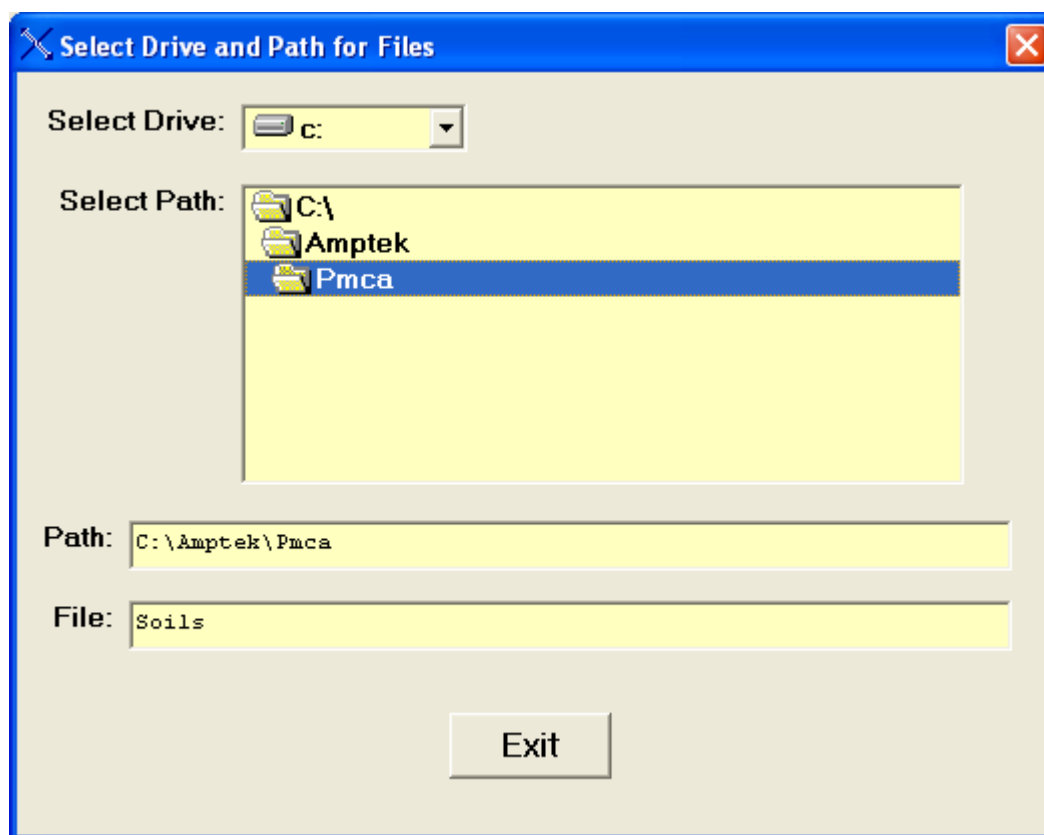 Select Drive and Path for Files
Select Drive: c:
Select Path: C:\
Amptek
Pmca
Path: C:\Amptek\Pmca
File: Soils
Exit